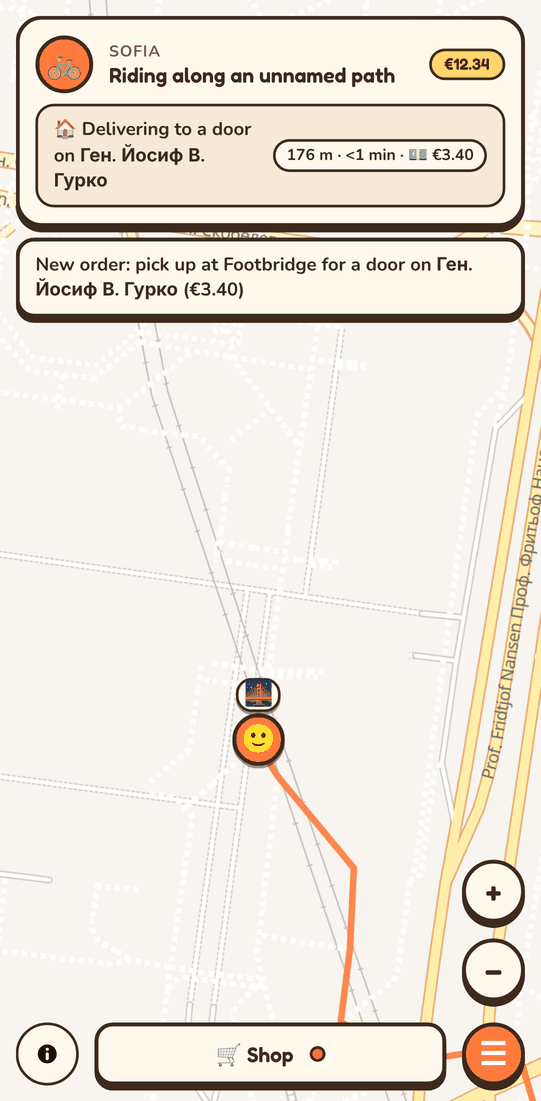 SOFIA
Riding along an unnamed path
€12.34
Delivering to a door
on Ген. Йосиф В.
Гурко
176 m · <1 min · 💵 €3.40
New order: pick up at Footbridge for a door on Ген.
Йосиф В. Гурко (€3.40)
Prof. Fridtjof Nansen Проф. Фритьоф
Shop